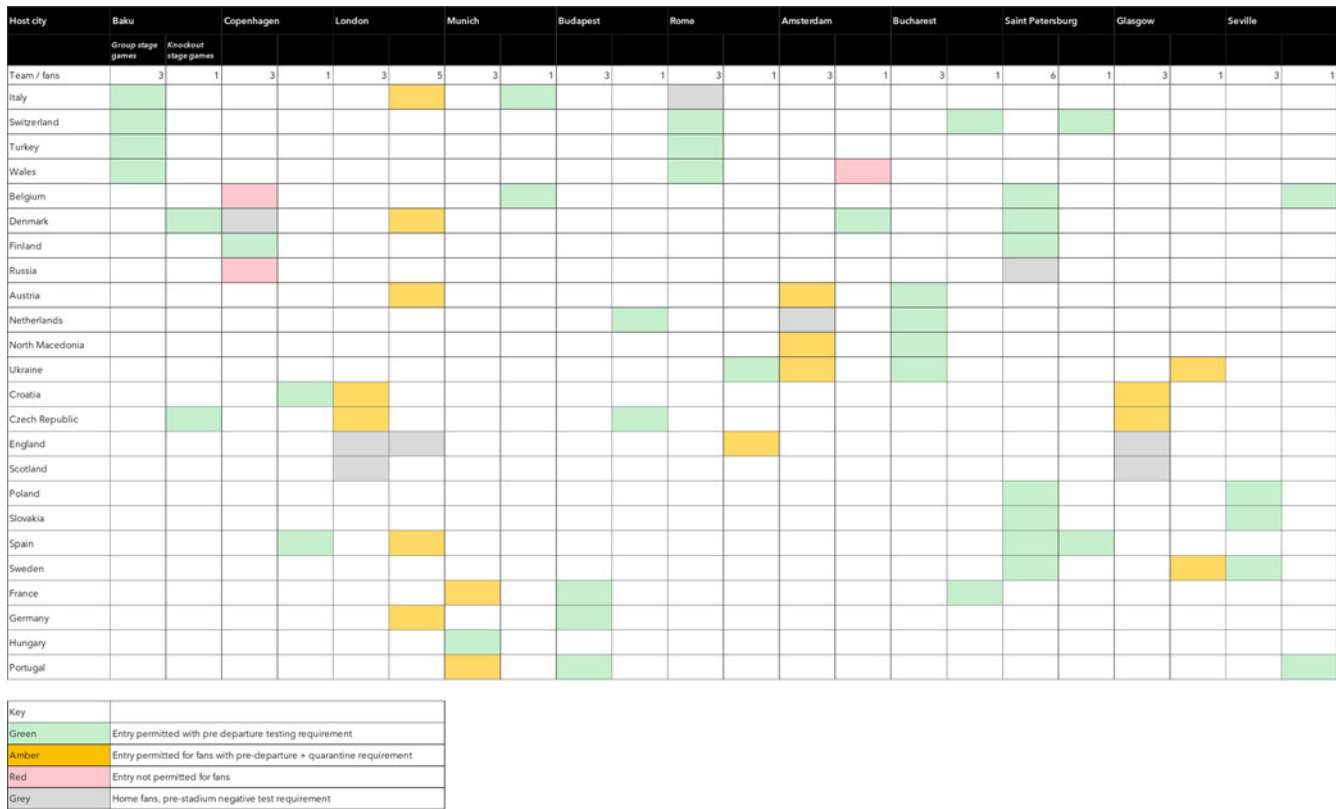 Host city Baku Copenhagen London Munich Budapest Rome Amsterdam Bucharest Saint Petersburg Glasgow Seville
Group stage games Knockout stage games
Team / fans 3 1 3 1 3 5 3 1 3 1 3 1 3 1 3 1 6 1 3 1 3 1
Italy
Switzerland
Turkey
Wales
Belgium
Denmark
Finland
Russia
Austria
Netherlands
North Macedonia
Ukraine
Croatia
Czech Republic
England
Scotland
Poland
Slovakia
Spain
Sweden
France
Germany
Hungary
Portugal
Key
Green Entry permitted with pre departure testing requirement
Amber Entry permitted for fans with pre-departure + quarantine requirement
Red Entry not permitted for fans
Grey Home fans, pre-stadium negative test requirement